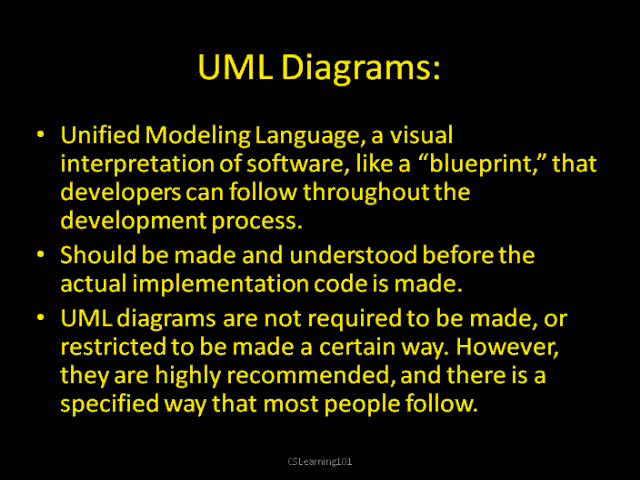 UML Diagrams:
• Unified Modeling Language, a visual
interpretation of software, like a “blueprint,” that
developers can follow throughout the
development process.
• Should be made and understood before the
actual implementation code is made.
• UML diagrams are not required to be made, or
restricted to be made a certain way. However,
they are highly recommended, and there is a
specified way that most people follow.
CSLearning101